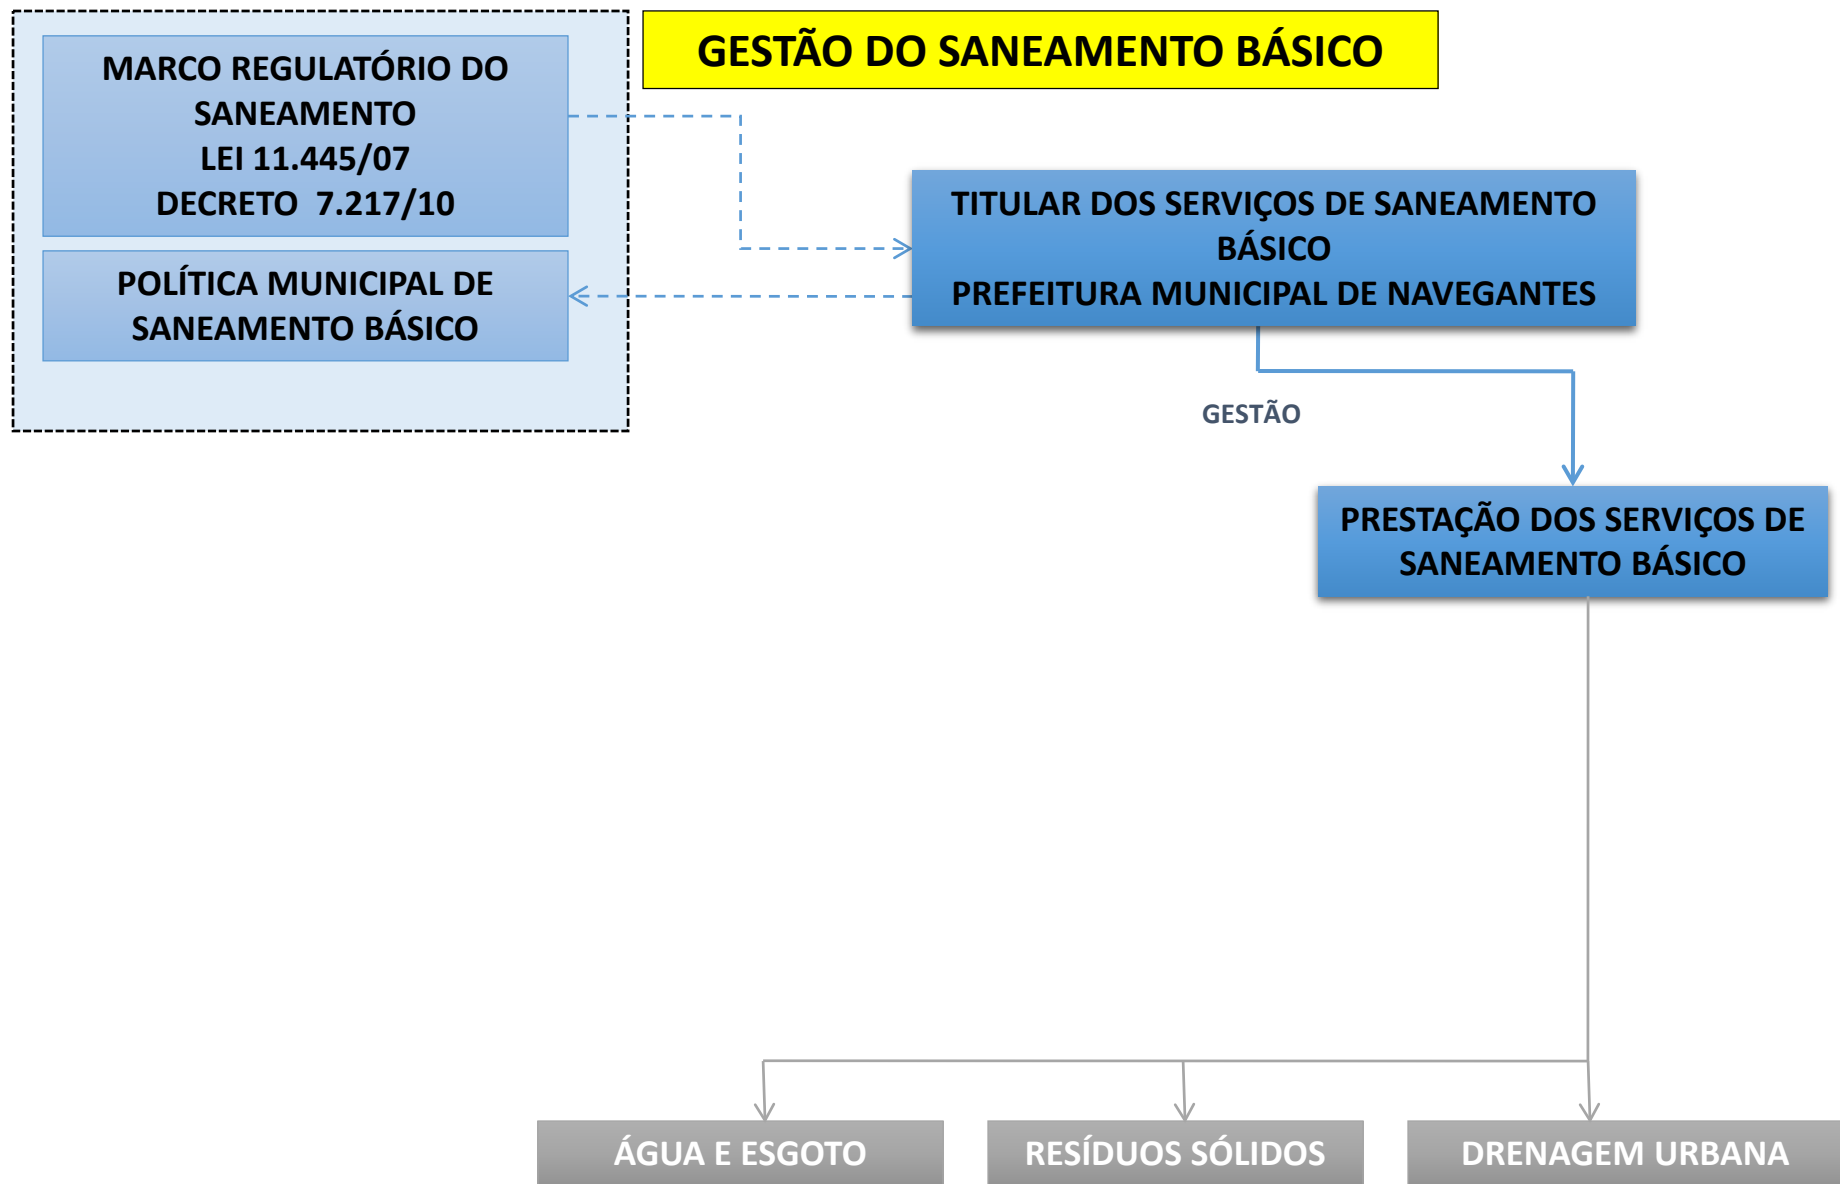 GESTÃO DO SANEAMENTO BÁSICO
MARCO REGULATÓRIO DO
SANEAMENTO
LEI 11.445/07
DECRETO 7.217/10
POLÍTICA MUNICIPAL DE
SANEAMENTO BÁSICO
TITULAR DOS SERVIÇOS DE SANEAMENTO
BÁSICO
PREFEITURA MUNICIPAL DE NAVEGANTES
GESTÃO
PRESTAÇÃO DOS SERVIÇOS DE
SANEAMENTO BÁSICO
ÁGUA E ESGOTO
RESÍDUOS SÓLIDOS
DRENAGEM URBANA